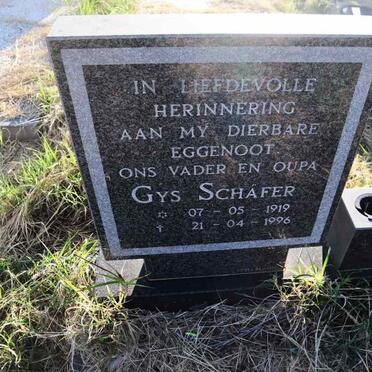 IN LIEFDEVOLLE
HERINNERING
AAN MY DIERBARE
EGGENOOT
ONS VADER EN OUPA
GYS SCHÄFER
* 07 - 05 - 1919
† 21 - 04 - 1996